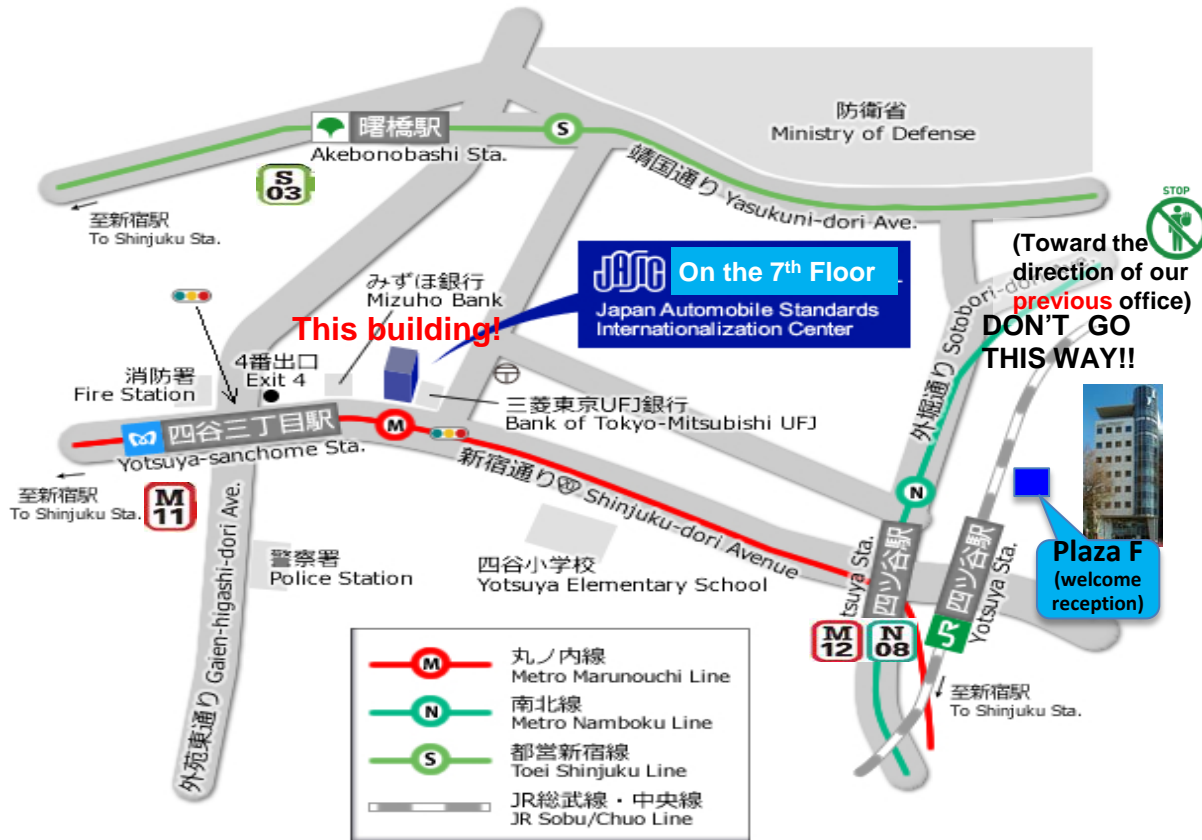 防衛省
Ministry of Defense
曙橋駅
Akebonobashi Sta.
S
S
03
靖国通り Yasukuni-dori Ave.
至新宿駅
To Shinjuku Sta.
STOP
(Toward the
direction of our
previous office)
DON'T GO
THIS WAY!!
JASIC On the 7th Floor
Japan Automobile Standards
Internationalization Center
みずほ銀行
Mizuho Bank
This building!
4番出口
Exit 4
消防署
Fire Station
三菱東京UFJ銀行
Bank of Tokyo-Mitsubishi UFJ
四谷三丁目駅
Yotsuya-sanchome Sta.
M
新宿通り 20 Shinjuku-dori Avenue
外堀通り Sotobori-dori
N
至新宿駅
To Shinjuku Sta.
M
11
外苑東通り Gaien-higashi-dori Ave.
警察署
Police Station
四谷小学校
Yotsuya Elementary School
四ツ谷駅
tsuya Sta.
M
12
N
08
四ツ谷駅
Yotsuya Sta.
JR
Plaza F
(welcome
reception)
至新宿駅
To Shinjuku Sta.
M 丸ノ内線
Metro Marunouchi Line
N 南北線
Metro Namboku Line
S 都営新宿線
Toei Shinjuku Line
JR総武線・中央線
JR Sobu/Chuo Line